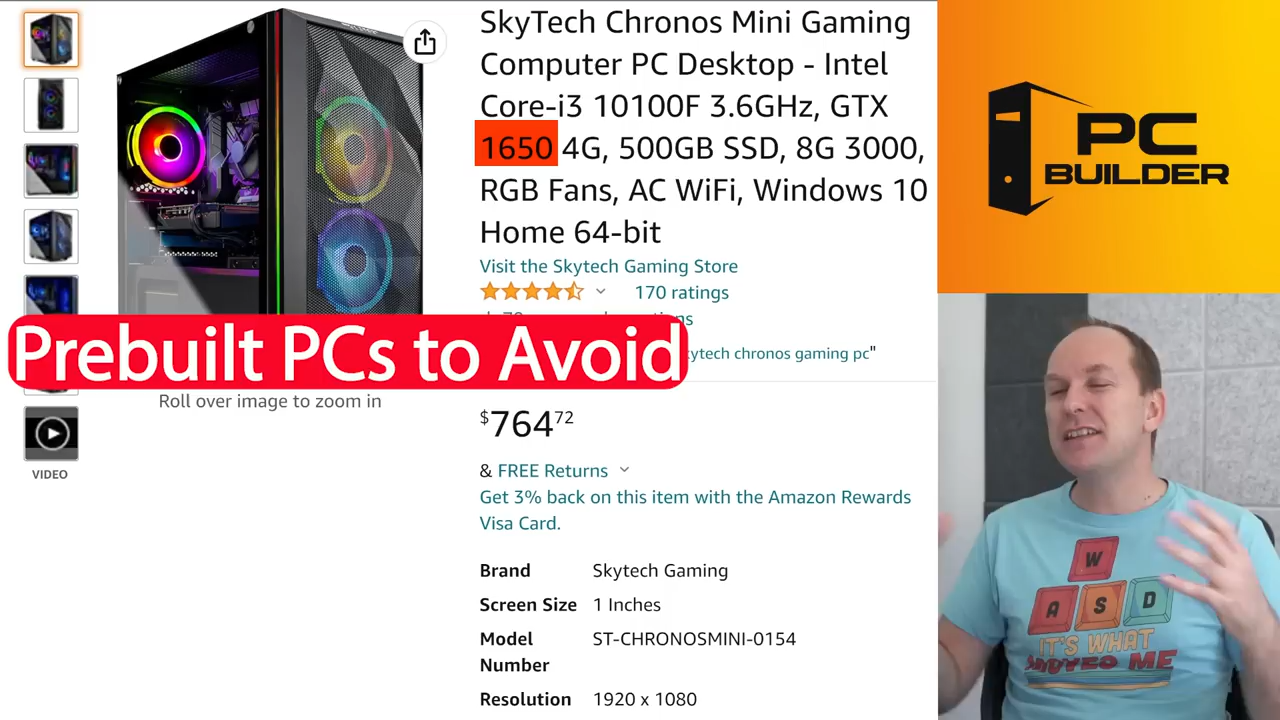 SkyTech Chronos Mini Gaming
Computer PC Desktop - Intel
Core-i3 10100F 3.6GHz, GTX
1650 4G, 500GB SSD, 8G 3000,
RGB Fans, AC WiFi, Windows 10
Home 64-bit
Visit the Skytech Gaming Store
170 ratings
kytech chronos gaming pc"
Prebuilt PCs to Avoid
Roll over image to zoom in
VIDEO
$764.72
& FREE Returns
Get 3% back on this item with the Amazon Rewards
Visa Card.
Brand Skytech Gaming
Screen Size 1 Inches
Model Number ST-CHRONOSMINI-0154
Resolution 1920 x 1080
PC
BUILDER
W
A S D
IT'S WHAT
MOVES ME